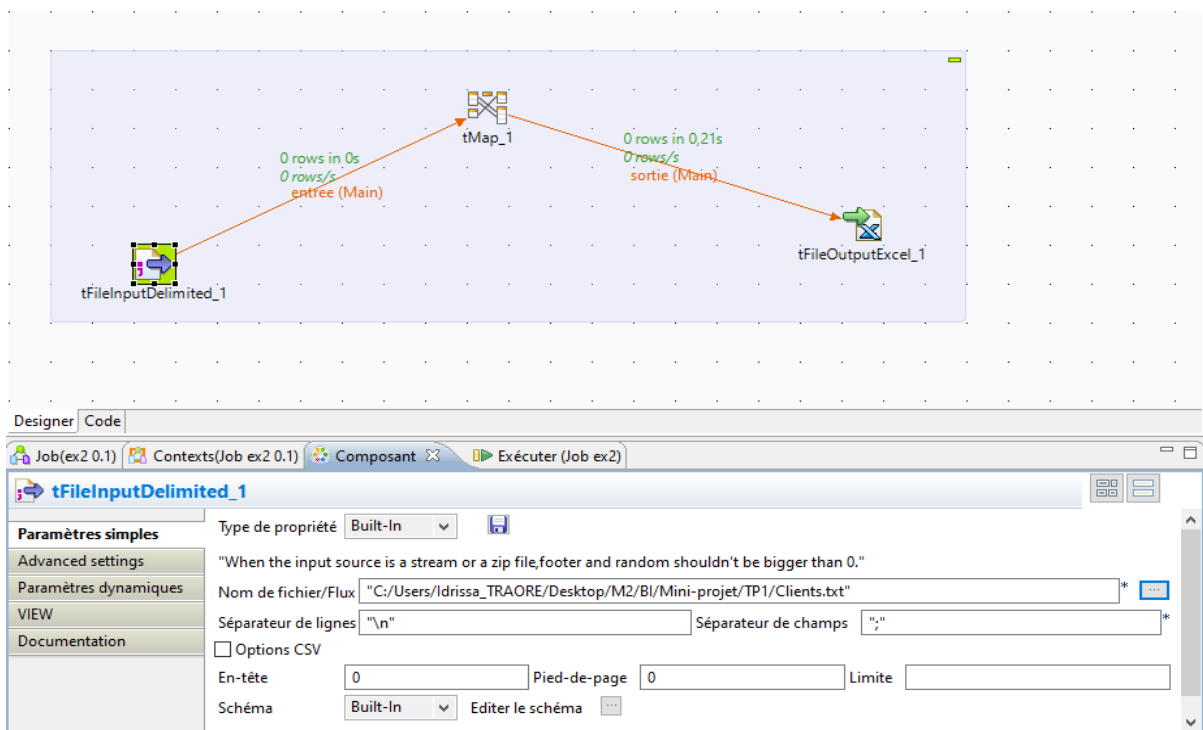 tMap_1
0 rows in 0,21s
0 rows/s
sortie (Main)
0 rows in 0s
0 rows/s
entree (Main)
tFileOutputExcel_1
tFileInputDelimited_1
Designer Code
Job(ex2 0.1) Contexts(Job ex2 0.1) Composant Exécuter (Job ex2)
tFileInputDelimited_1
Paramètres simples
Advanced settings
Paramètres dynamiques
VIEW
Documentation
Type de propriété Built-In
"When the input source is a stream or a zip file,footer and random shouldn't be bigger than 0."
Nom de fichier/Flux "C:/Users/Idrissa_TRAORE/Desktop/M2/BI/Mini-projet/TP1/Clients.txt" * ...
Séparateur de lignes "\n" Séparateur de champs ";" *
Options CSV
En-tête 0 Pied-de-page 0 Limite
Schéma Built-In Editer le schéma ...